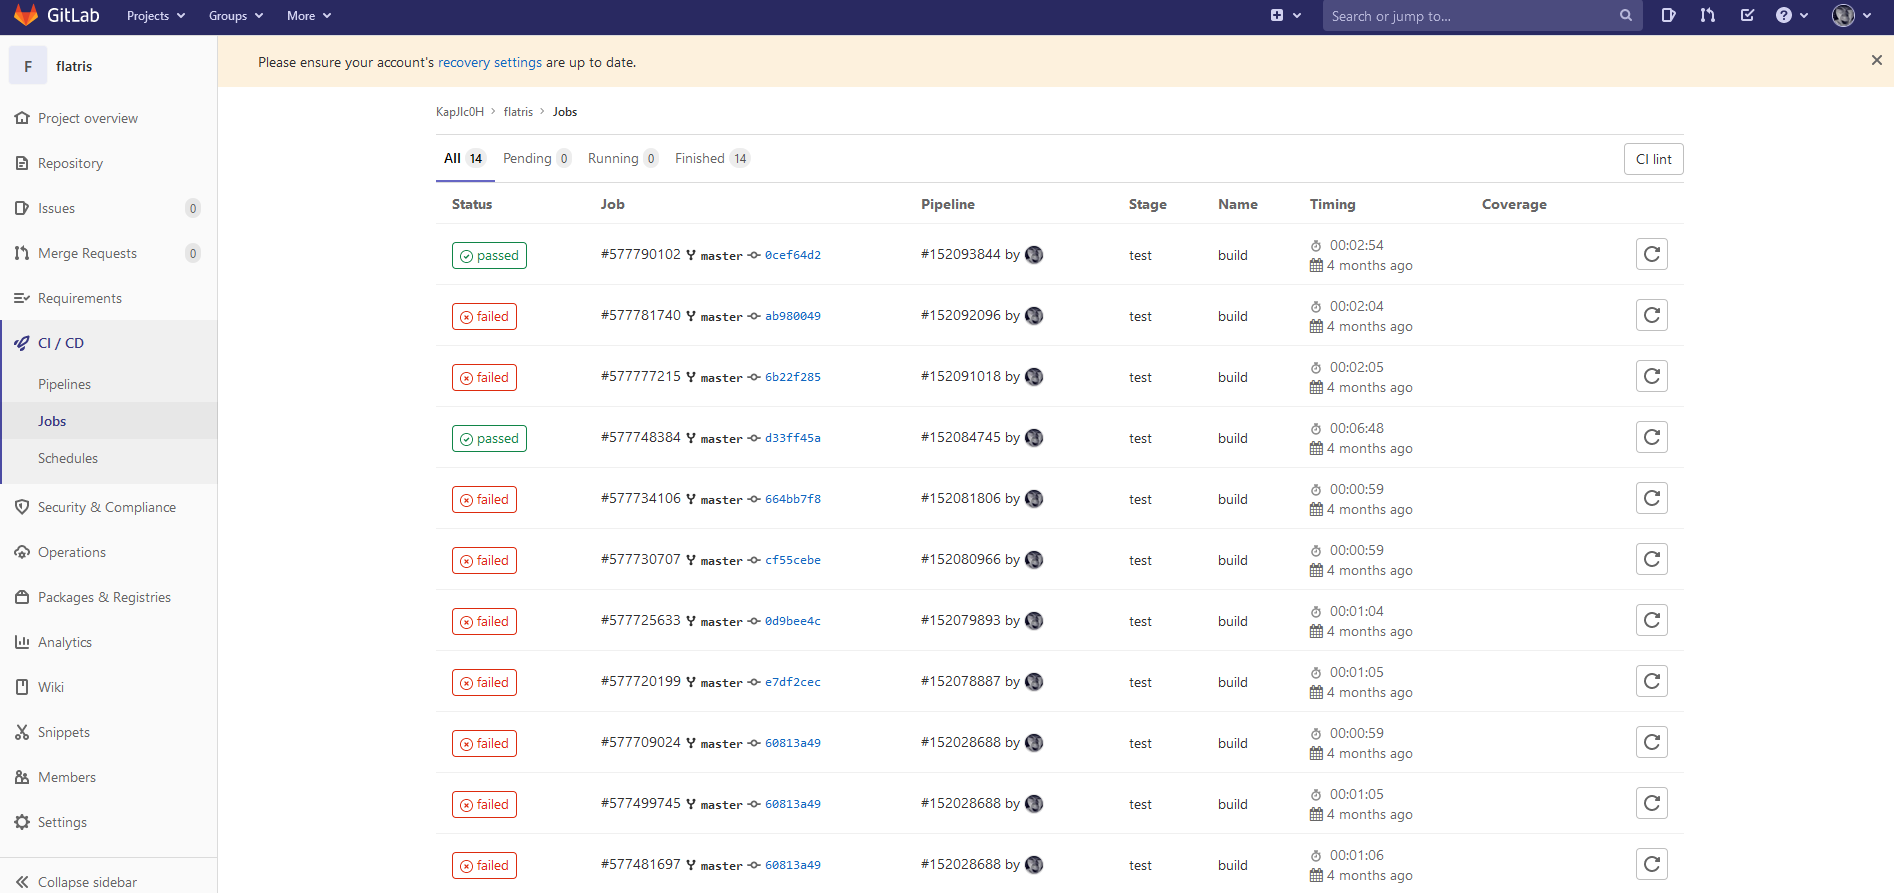 GitLab Projects Groups More Search or jump to...
F flatris
Please ensure your account's recovery settings are up to date.
Project overview
Repository
Issues 0
Merge Requests 0
Requirements
CI / CD
Pipelines
Jobs
Schedules
Security & Compliance
Operations
Packages & Registries
Analytics
Wiki
Snippets
Members
Settings
Collapse sidebar
KapJIc0H > flatris > Jobs
All 14 Pending 0 Running 0 Finished 14 CI lint
Status Job Pipeline Stage Name Timing Coverage
passed #577790102 master 0cef64d2 #152093844 by test build 00:02:54
4 months ago
failed #577781740 master ab980049 #152092096 by test build 00:02:04
4 months ago
failed #577777215 master 6b22f285 #152091018 by test build 00:02:05
4 months ago
passed #577748384 master d33ff45a #152084745 by test build 00:06:48
4 months ago
failed #577734106 master 664bb7f8 #152081806 by test build 00:00:59
4 months ago
failed #577730707 master cf55cebe #152080966 by test build 00:00:59
4 months ago
failed #577725633 master 0d9bee4c #152079893 by test build 00:01:04
4 months ago
failed #577720199 master e7df2cec #152078887 by test build 00:01:05
4 months ago
failed #577709024 master 60813a49 #152028688 by test build 00:00:59
4 months ago
failed #577499745 master 60813a49 #152028688 by test build 00:01:05
4 months ago
failed #577481697 master 60813a49 #152028688 by test build 00:01:06
4 months ago